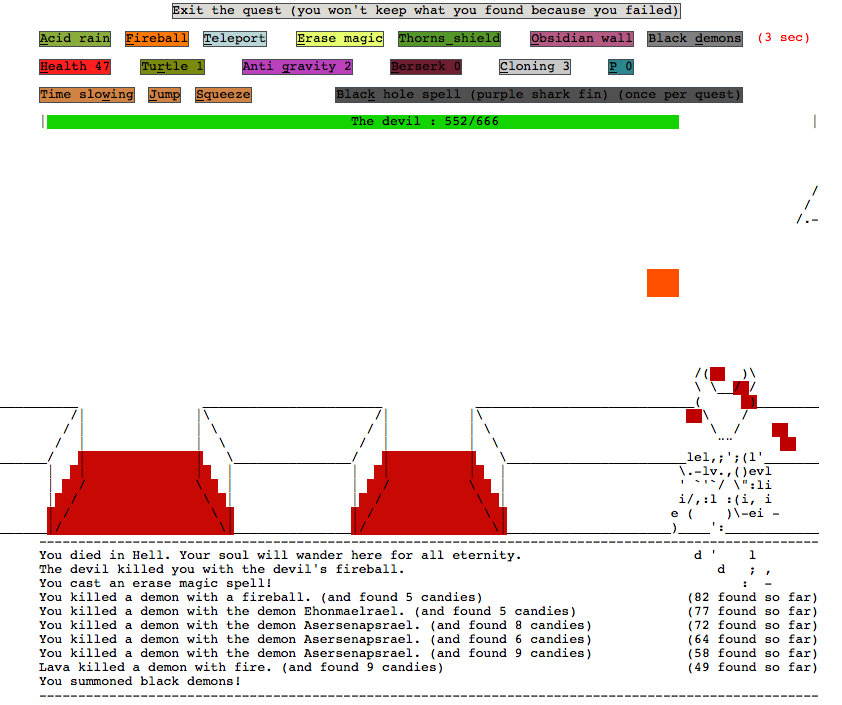 Exit the quest (you won't keep what you found because you failed)
Acid rain Fireball Teleport Erase magic Thorns shield Obsidian wall Black demons (3 sec)
Health 47 Turtle 1 Anti gravity 2 Berserk 0 Cloning 3 P 0
Time slowing Jump Squeeze Black hole spell (purple shark fin) (once per quest)
The devil : 552/666
You died in Hell. Your soul will wander here for all eternity.
The devil killed you with the devil's fireball.
You cast an erase magic spell!
You killed a demon with a fireball. (and found 5 candies) (82 found so far)
You killed a demon with the demon Ehonmaelrael. (and found 5 candies) (77 found so far)
You killed a demon with the demon Asersenapsrael. (and found 8 candies) (72 found so far)
You killed a demon with the demon Asersenapsrael. (and found 6 candies) (64 found so far)
You killed a demon with the demon Asersenapsrael. (and found 9 candies) (58 found so far)
Lava killed a demon with fire. (and found 9 candies) (49 found so far)
You summoned black demons!